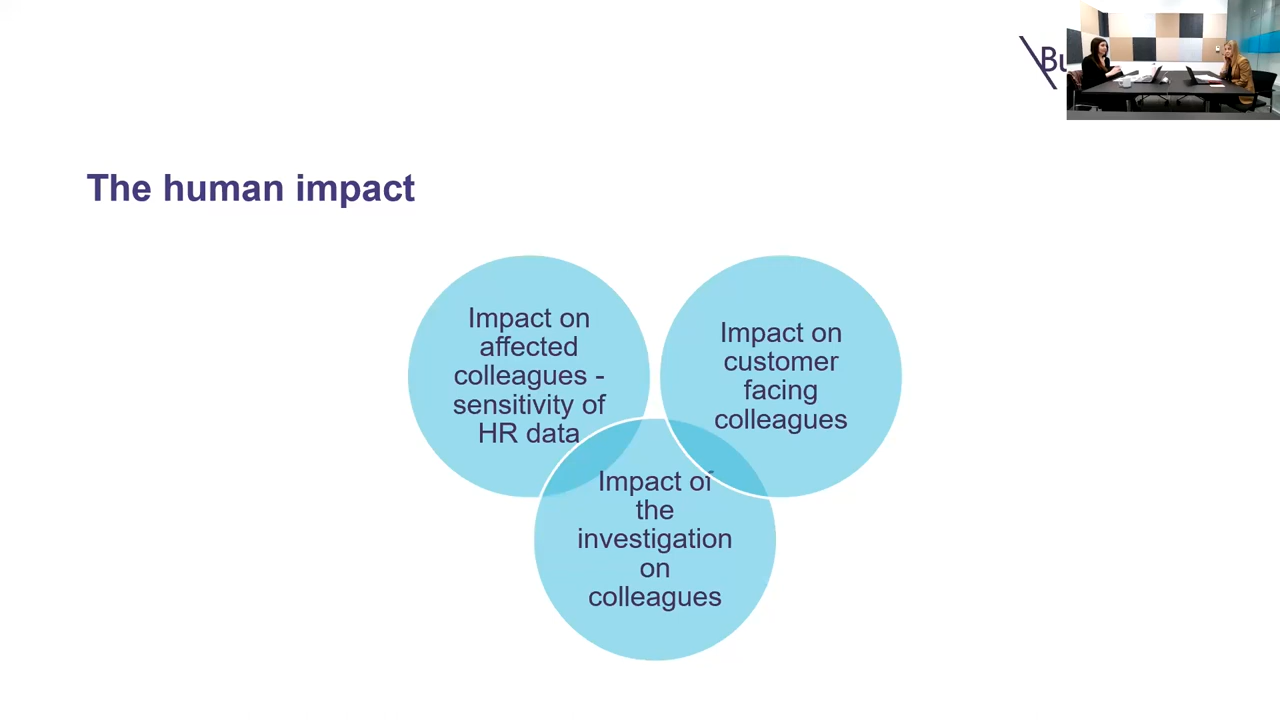 The human impact
Impact on
affected
colleagues -
sensitivity of
HR data
Impact on
customer
facing
colleagues
Impact of
the
investigation
on
colleagues